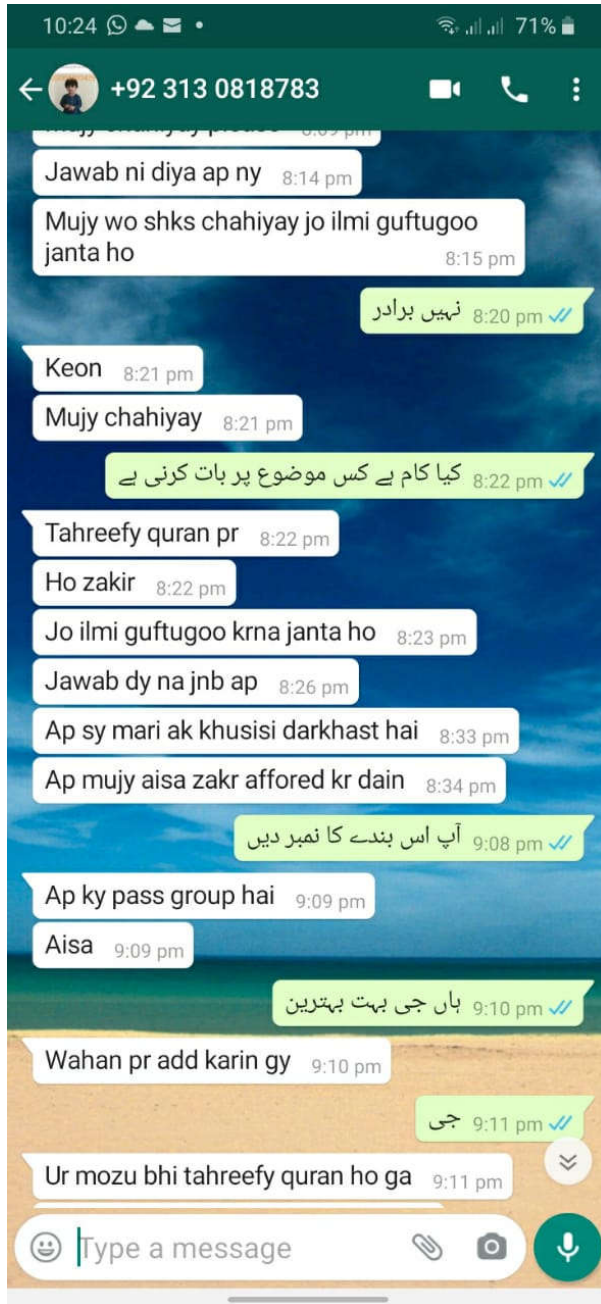 10:24
71%
+92 313 0818783
Jawab ni diya ap ny 8:14 pm
Mujy wo shks chahiyay jo ilmi guftugoo
janta ho 8:15 pm
نہیں برادر 8:20 pm
Keon 8:21 pm
Mujy chahiyay 8:21 pm
کیا کام ہے کس موضوع پر بات کرنی ہے 8:22 pm
Tahreefy quran pr 8:22 pm
Ho zakir 8:22 pm
Jo ilmi guftugoo krna janta ho 8:23 pm
Jawab dy na jnb ap 8:26 pm
Ap sy mari ak khusisi darkhast hai 8:33 pm
Ap mujy aisa zakr affored kr dain 8:34 pm
آپ اس بندے کا نمبر دیں 9:08 pm
Ap ky pass group hai 9:09 pm
Aisa 9:09 pm
ہاں جی بہت بہترین 9:10 pm
Wahan pr add karin gy 9:10 pm
جی 9:11 pm
Ur mozu bhi tahreefy quran ho ga 9:11 pm
Type a message